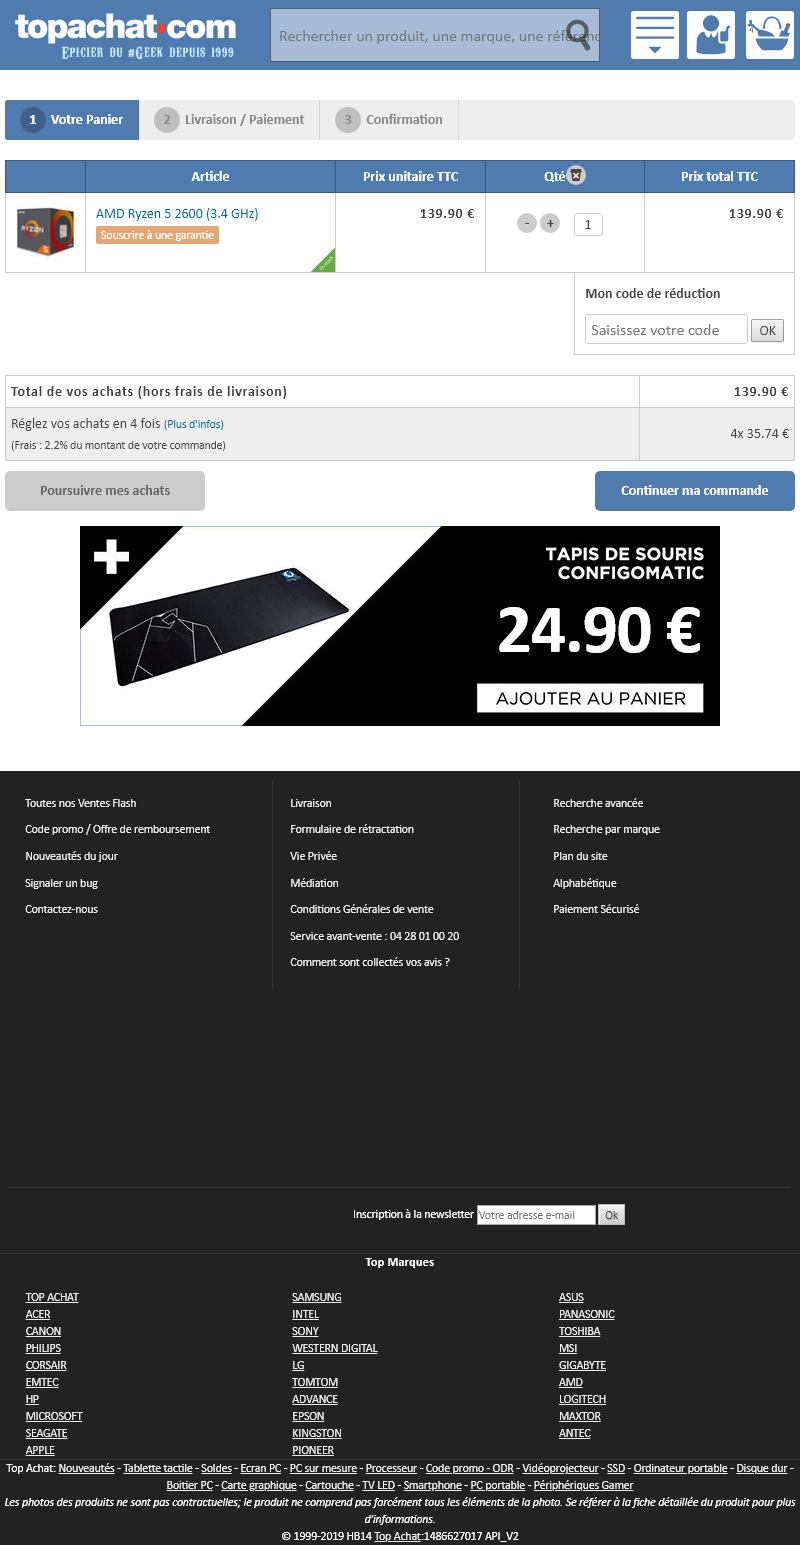 topachat.com
Epicier du #Geek depuis 1999
Rechercher un produit, une marque, une référence
1 Votre Panier
2 Livraison / Paiement
3 Confirmation
Article Prix unitaire TTC Qté Prix total TTC
AMD Ryzen 5 2600 (3.4 GHz) 139.90 € - + 1 139.90 €
Souscrire à une garantie
RYZEN
Mon code de réduction
Saisissez votre code OK
Total de vos achats (hors frais de livraison) 139.90 €
Réglez vos achats en 4 fois (Plus d'infos)
(Frais : 2.2% du montant de votre commande)
4x 35.74 €
Poursuivre mes achats
Continuer ma commande
TAPIS DE SOURIS
CONFIGOMATIC
24.90 €
AJOUTER AU PANIER
Toutes nos Ventes Flash
Code promo / Offre de remboursement
Nouveautés du jour
Signaler un bug
Contactez-nous
Livraison
Formulaire de rétractation
Vie Privée
Médiation
Conditions Générales de vente
Service avant-vente : 04 28 01 00 20
Comment sont collectés vos avis ?
Recherche avancée
Recherche par marque
Plan du site
Alphabétique
Paiement Sécurisé
Inscription à la newsletter Votre adresse e-mail Ok
Top Marques
TOP ACHAT
ACER
CANON
PHILIPS
CORSAIR
EMTEC
HP
MICROSOFT
SEAGATE
APPLE
SAMSUNG
INTEL
SONY
WESTERN DIGITAL
LG
TOMTOM
ADVANCE
EPSON
KINGSTON
PIONEER
ASUS
PANASONIC
TOSHIBA
MSI
GIGABYTE
AMD
LOGITECH
MAXTOR
ANTEC
Top Achat: Nouveautés - Tablette tactile - Soldes - Ecran PC - PC sur mesure - Processeur - Code promo - ODR - Vidéoprojecteur - SSD - Ordinateur portable - Disque dur -
Boitier PC - Carte graphique - Cartouche - TV LED - Smartphone - PC portable - Périphériques Gamer
Les photos des produits ne sont pas contractuelles; le produit ne comprend pas forcément tous les éléments de la photo. Se référer à la fiche détaillée du produit pour plus
d'informations.
© 1999-2019 HB14 Top Achat:1486627017 API_V2